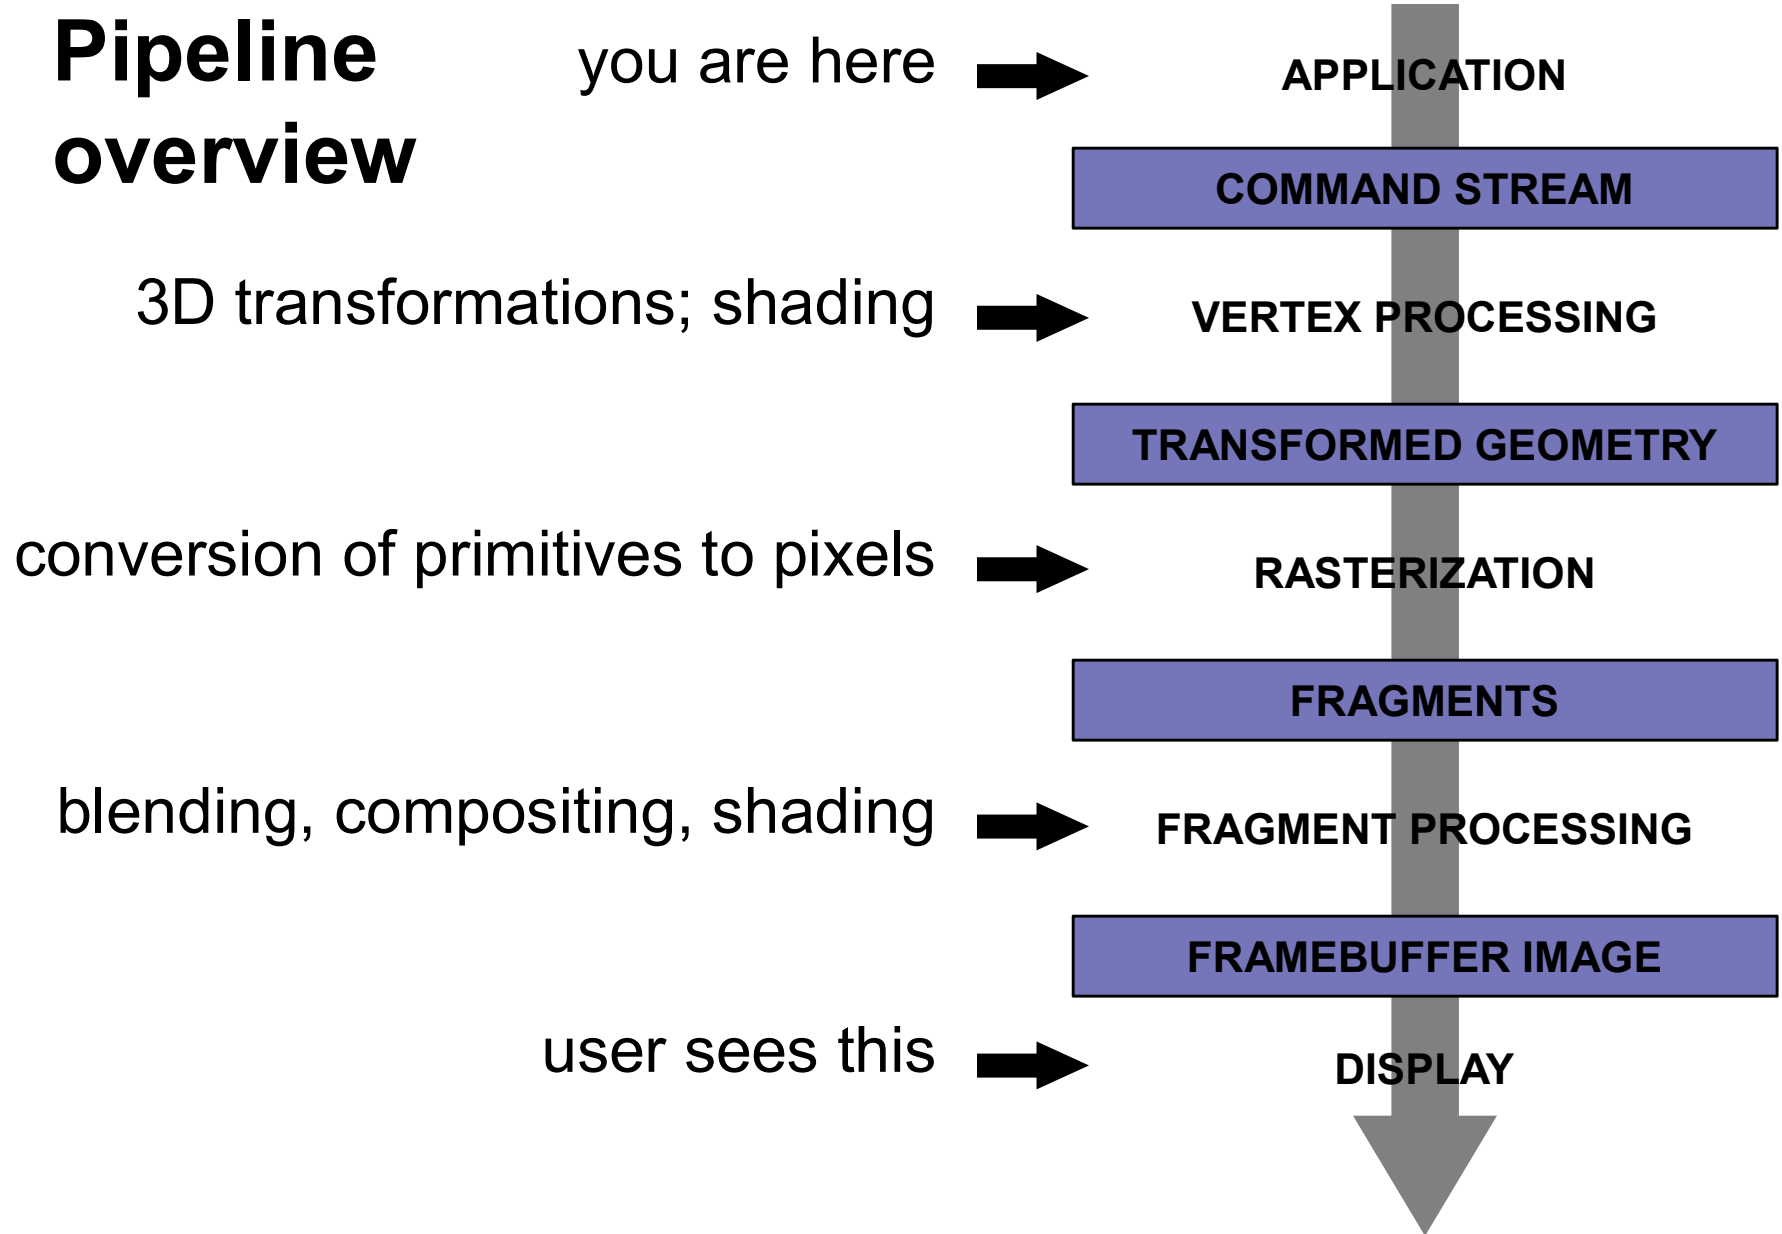 Pipeline
overview
you are here
APPLICATION
COMMAND STREAM
3D transformations; shading
VERTEX PROCESSING
TRANSFORMED GEOMETRY
conversion of primitives to pixels
RASTERIZATION
FRAGMENTS
blending, compositing, shading
FRAGMENT PROCESSING
FRAMEBUFFER IMAGE
user sees this
DISPLAY